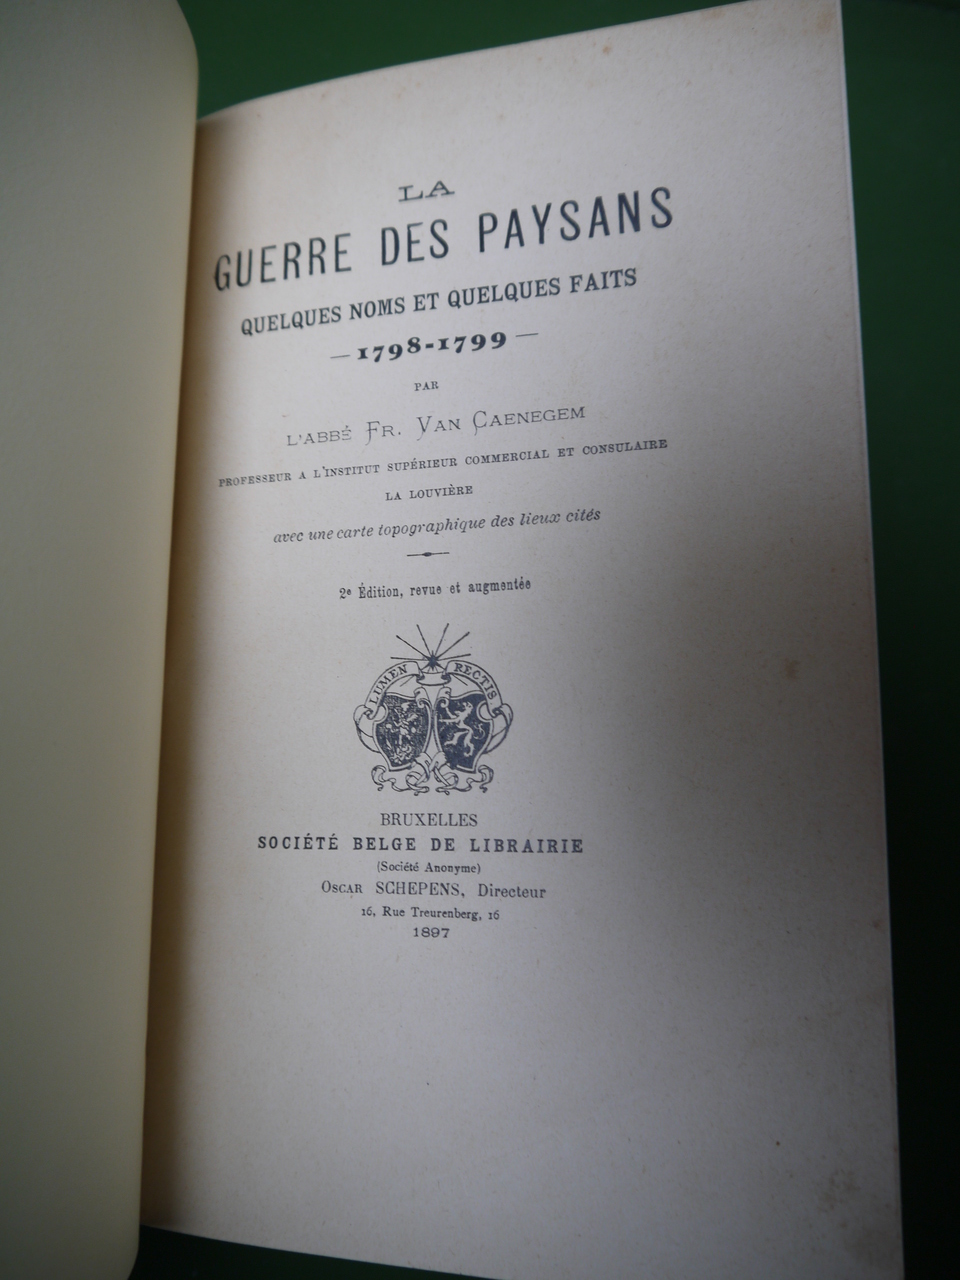 LA
GUERRE DES PAYSANS
QUELQUES NOMS ET QUELQUES FAITS
— 1798-1799 —
PAR
L'ABBÉ FR. VAN CAENEGEM
PROFESSEUR A L'INSTITUT SUPÉRIEUR COMMERCIAL ET CONSULAIRE
LA LOUVIÈRE
avec une carte topographique des lieux cités
2e Édition, revue et augmentée
LUMEN RECTIS
BRUXELLES
SOCIÉTÉ BELGE DE LIBRAIRIE
(Société Anonyme)
OSCAR SCHEPENS, Directeur
16, Rue Treurenberg, 16
1897